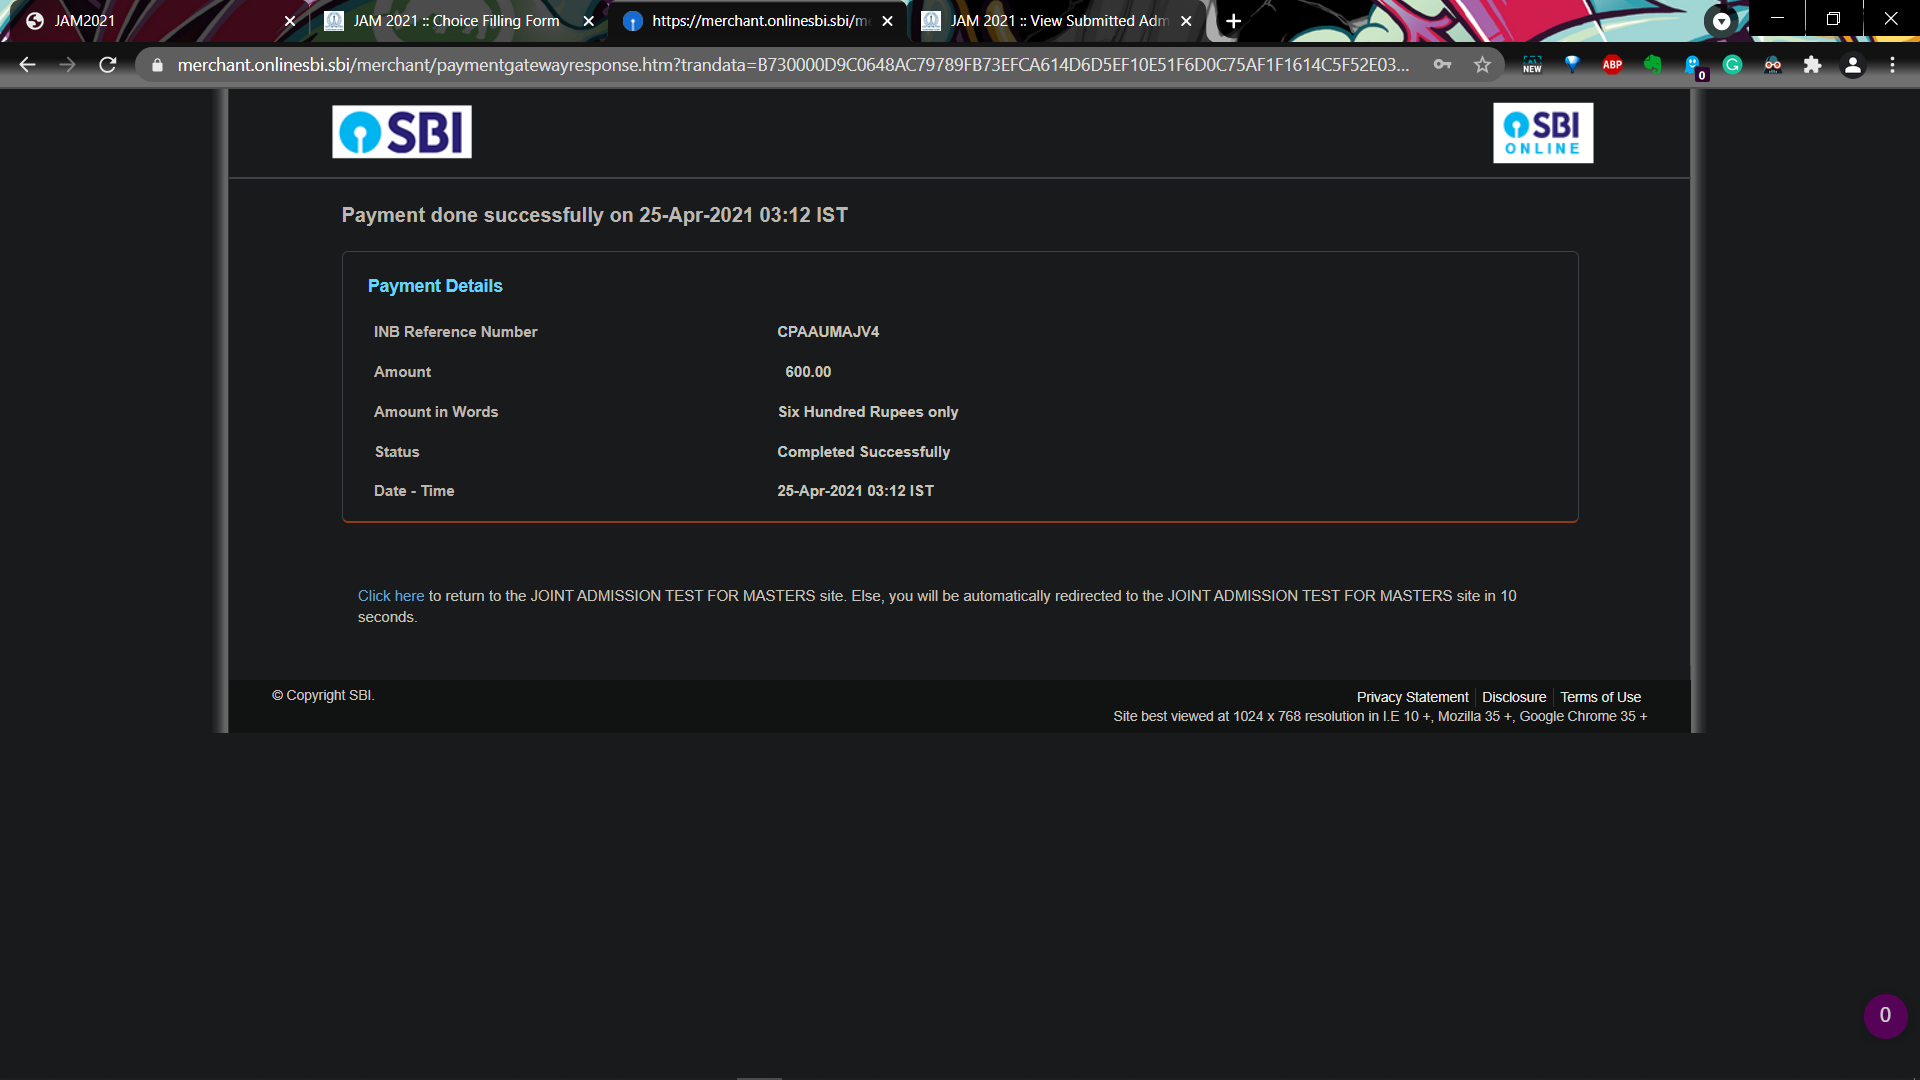 JAM2021
JAM 2021 :: Choice Filling Form
https://merchant.onlinesbi.sbi/m
JAM 2021 :: View Submitted Adm
merchant.onlinesbi.sbi/merchant/paymentgatewayresponse.htm?trandata=B730000D9C0648AC79789FB73EFCA614D6D5EF10E51F6D0C75AF1F1614C5F52E03...
NEW
ABP
0
SBI
SBI
ONLINE
Payment done successfully on 25-Apr-2021 03:12 IST
Payment Details
INB Reference Number CPAAUMAJV4
Amount 600.00
Amount in Words Six Hundred Rupees only
Status Completed Successfully
Date - Time 25-Apr-2021 03:12 IST
Click here to return to the JOINT ADMISSION TEST FOR MASTERS site. Else, you will be automatically redirected to the JOINT ADMISSION TEST FOR MASTERS site in 10
seconds.
© Copyright SBI.
Privacy Statement Disclosure Terms of Use
Site best viewed at 1024 x 768 resolution in I.E 10 +, Mozilla 35 +, Google Chrome 35 +
0